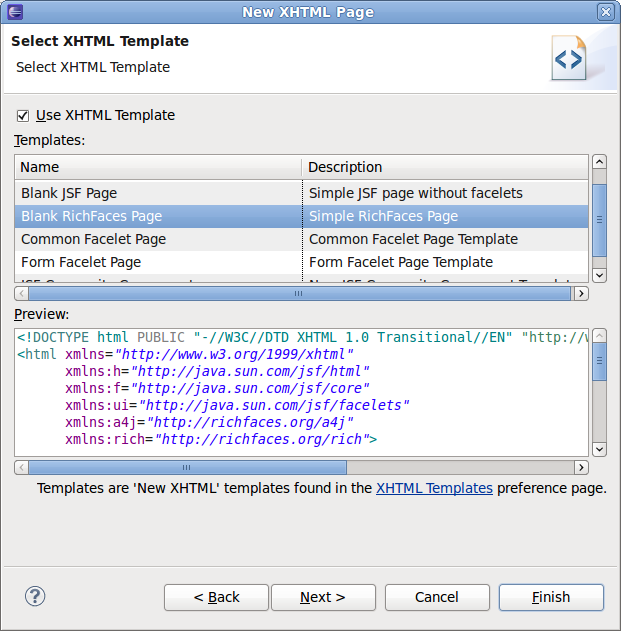 New XHTML Page
Select XHTML Template
Select XHTML Template
Use XHTML Template
Templates:
Name Description
Blank JSF Page Simple JSF page without facelets
Blank RichFaces Page Simple RichFaces Page
Common Facelet Page Common Facelet Page Template
Form Facelet Page Form Facelet Page Template
Preview:
<!DOCTYPE html PUBLIC "-//W3C//DTD XHTML 1.0 Transitional//EN" "http://w
<html xmlns="http://www.w3.org/1999/xhtml"
xmlns:h="http://java.sun.com/jsf/html"
xmlns:f="http://java.sun.com/jsf/core"
xmlns:ui="http://java.sun.com/jsf/facelets"
xmlns:a4j="http://richfaces.org/a4j"
xmlns:rich="http://richfaces.org/rich">
Templates are 'New XHTML' templates found in the XHTML Templates preference page.
? < Back Next > Cancel Finish